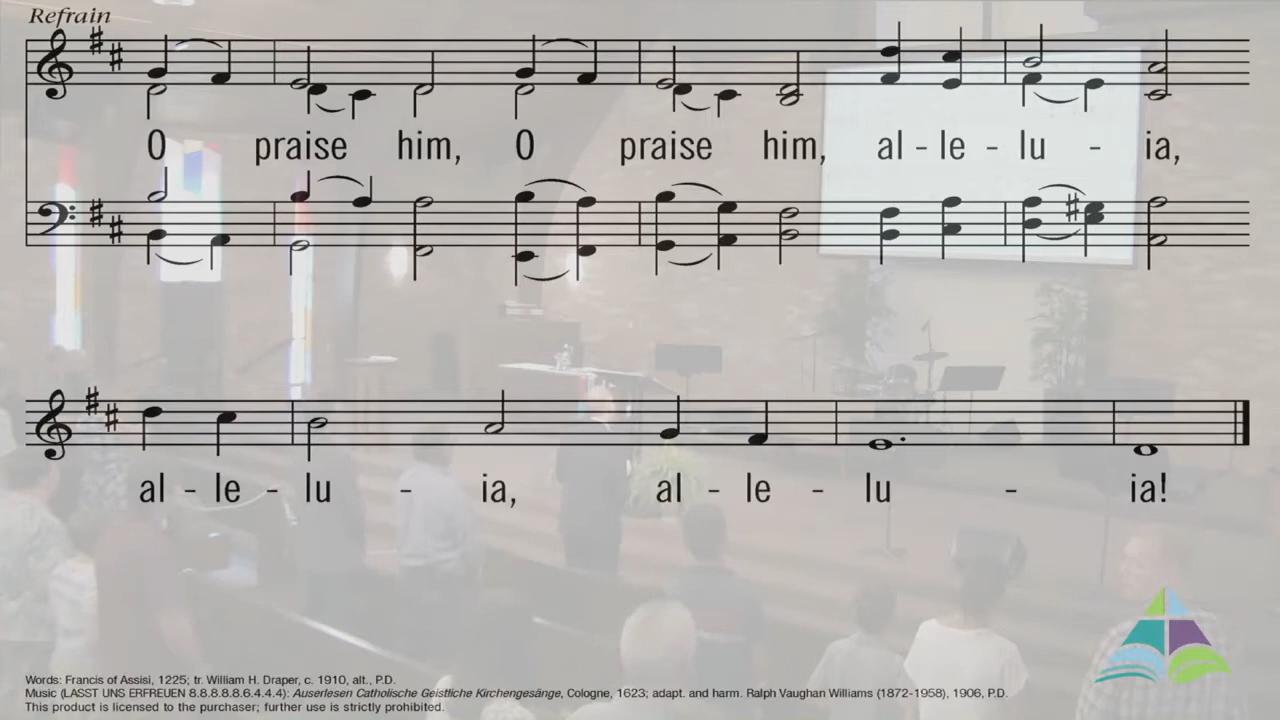 Refrain
O praise him, O praise him, al - le - lu - ia,
al - le - lu - ia, al - le - lu - ia!
Words: Francis of Assisi, 1225; tr. William H. Draper, c. 1910, alt., P.D.
Music (LASST UNS ERFREUEN 8.8.8.8.8.6.4.4.4): Auserlesen Catholische Geistliche Kirchengesänge, Cologne, 1623; adapt. and harm. Ralph Vaughan Williams (1872-1958), 1906, P.D.
This product is licensed to the purchaser; further use is strictly prohibited.